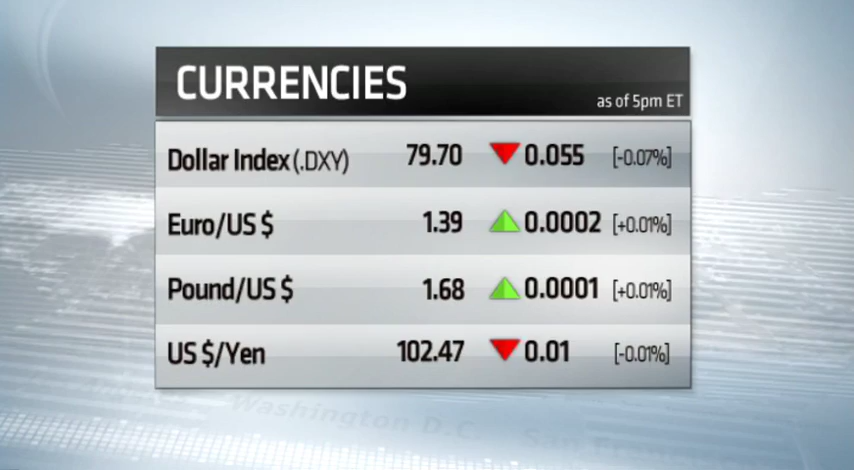 CURRENCIES
as of 5pm ET
Dollar Index (.DXY) 79.70 0.055 [-0.07%]
Euro/US $ 1.39 0.0002 [+0.01%]
Pound/US $ 1.68 0.0001 [+0.01%]
US $/Yen 102.47 0.01 [-0.01%]
Washington D.C.